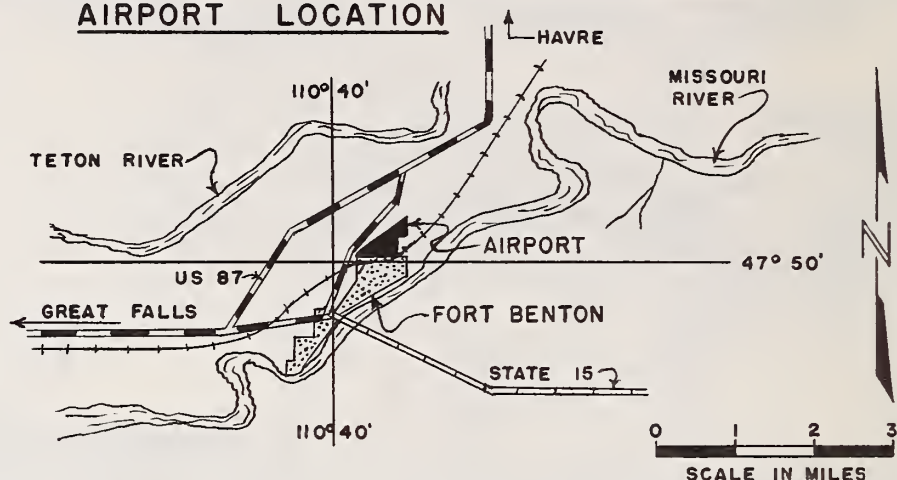 AIRPORT LOCATION
HAVRE
MISSOURI
RIVER
110° 40'
TETON RIVER
AIRPORT
N
US 87
47° 50'
GREAT FALLS
FORT BENTON
STATE 15
110° 40'
0 1 2 3
SCALE IN MILES